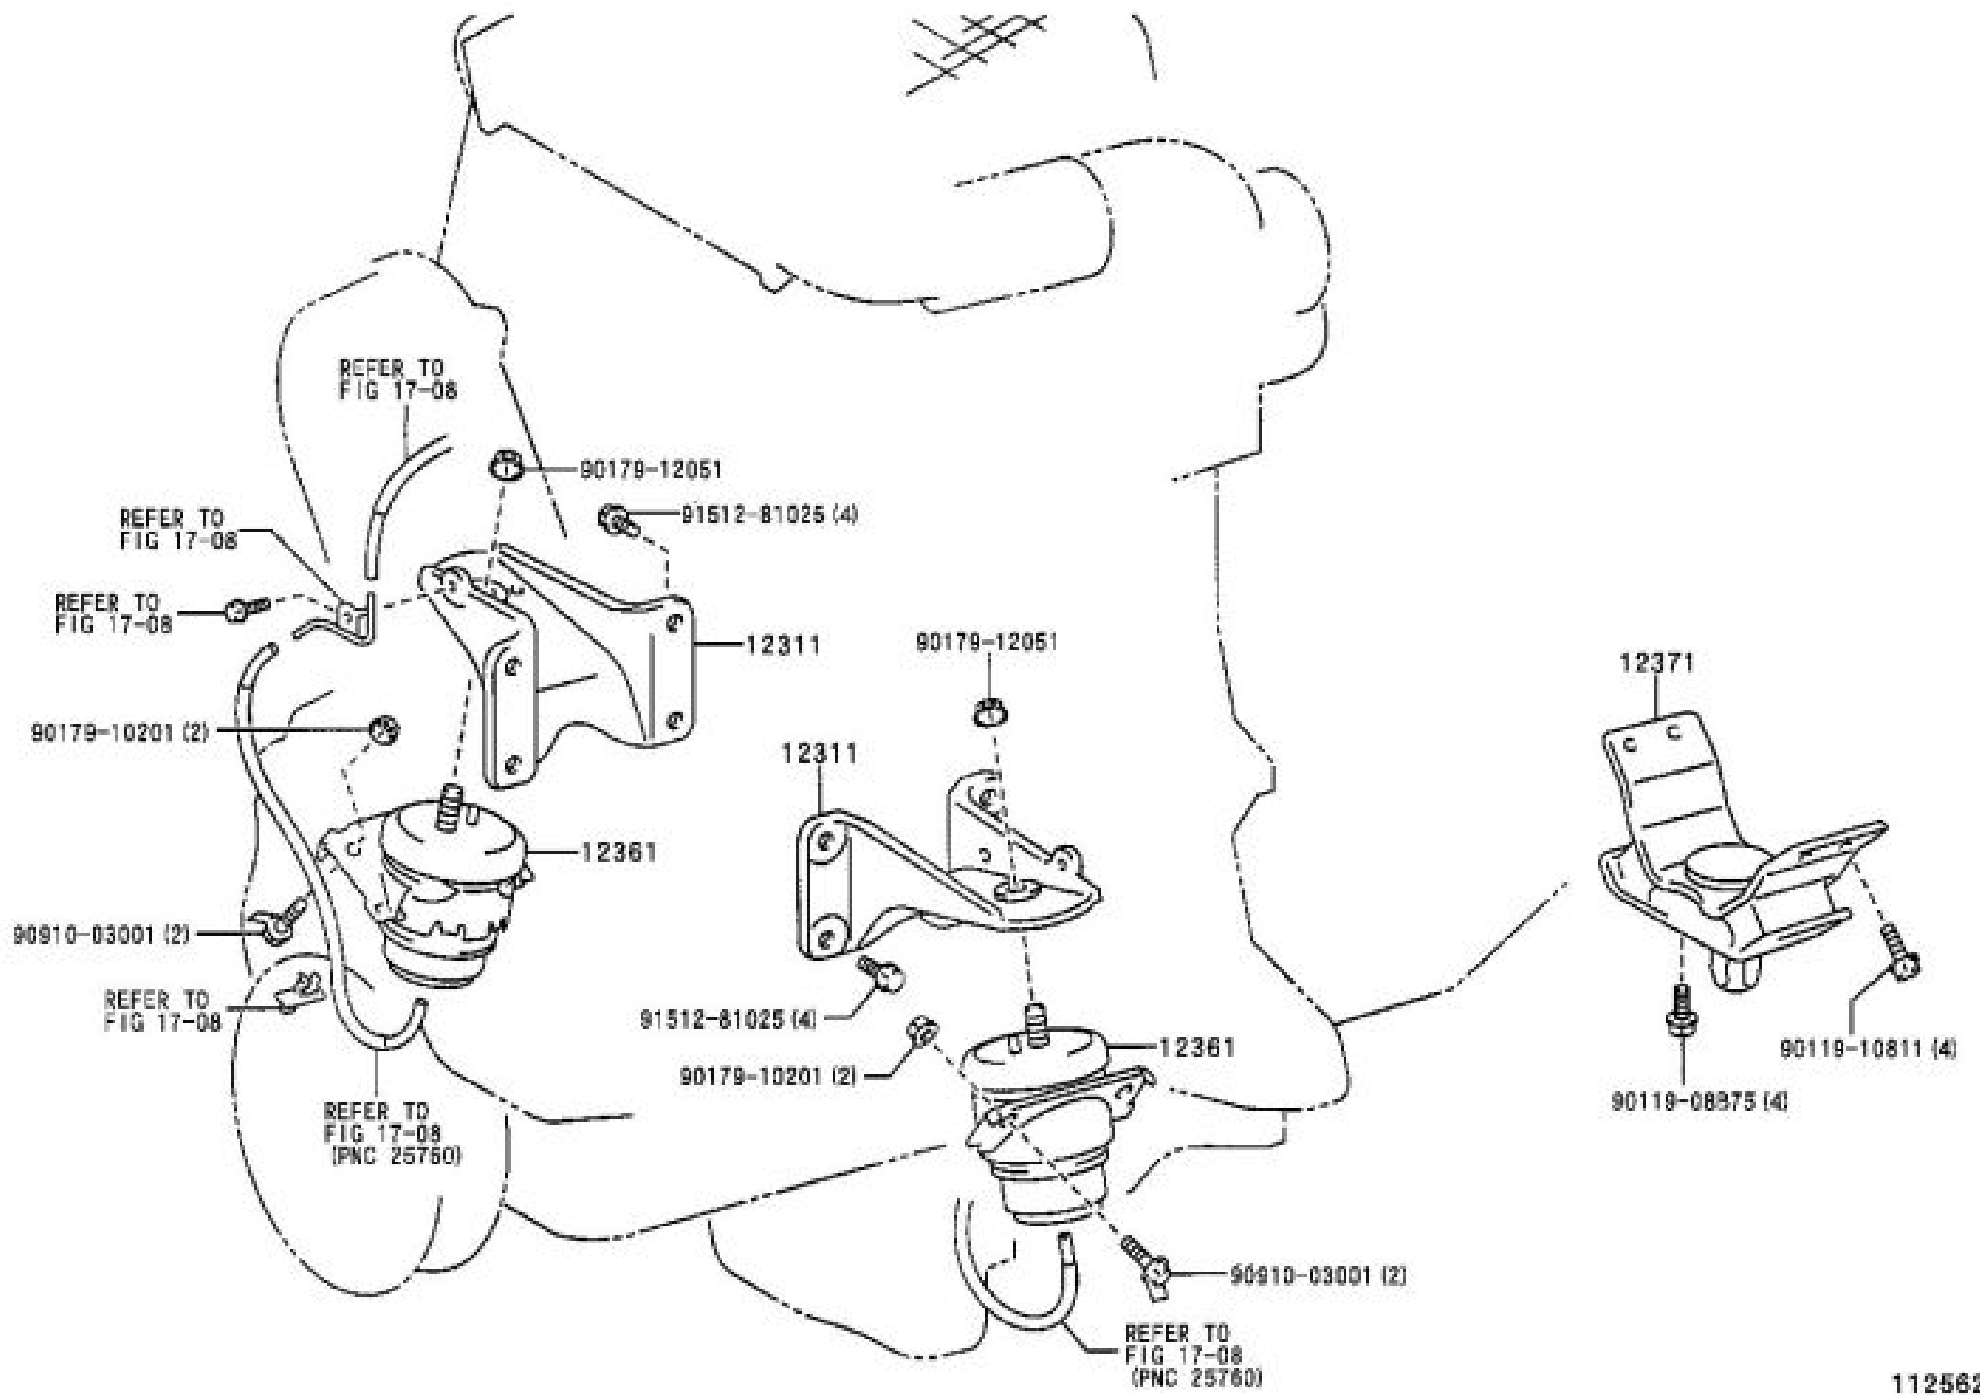 REFER TO
FIG 17-08
90179-12051
91512-81025 (4)
REFER TO
FIG 17-08
REFER TO
FIG 17-08
12311
90179-12051
12371
90179-10201 (2)
12311
12361
90910-03001 (2)
REFER TO
FIG 17-08
91512-81025 (4)
12361
90179-10201 (2)
90119-10811 (4)
90119-08875 (4)
REFER TO
FIG 17-08
(PNC 25760)
90910-03001 (2)
REFER TO
FIG 17-08
(PNC 25760)
112562